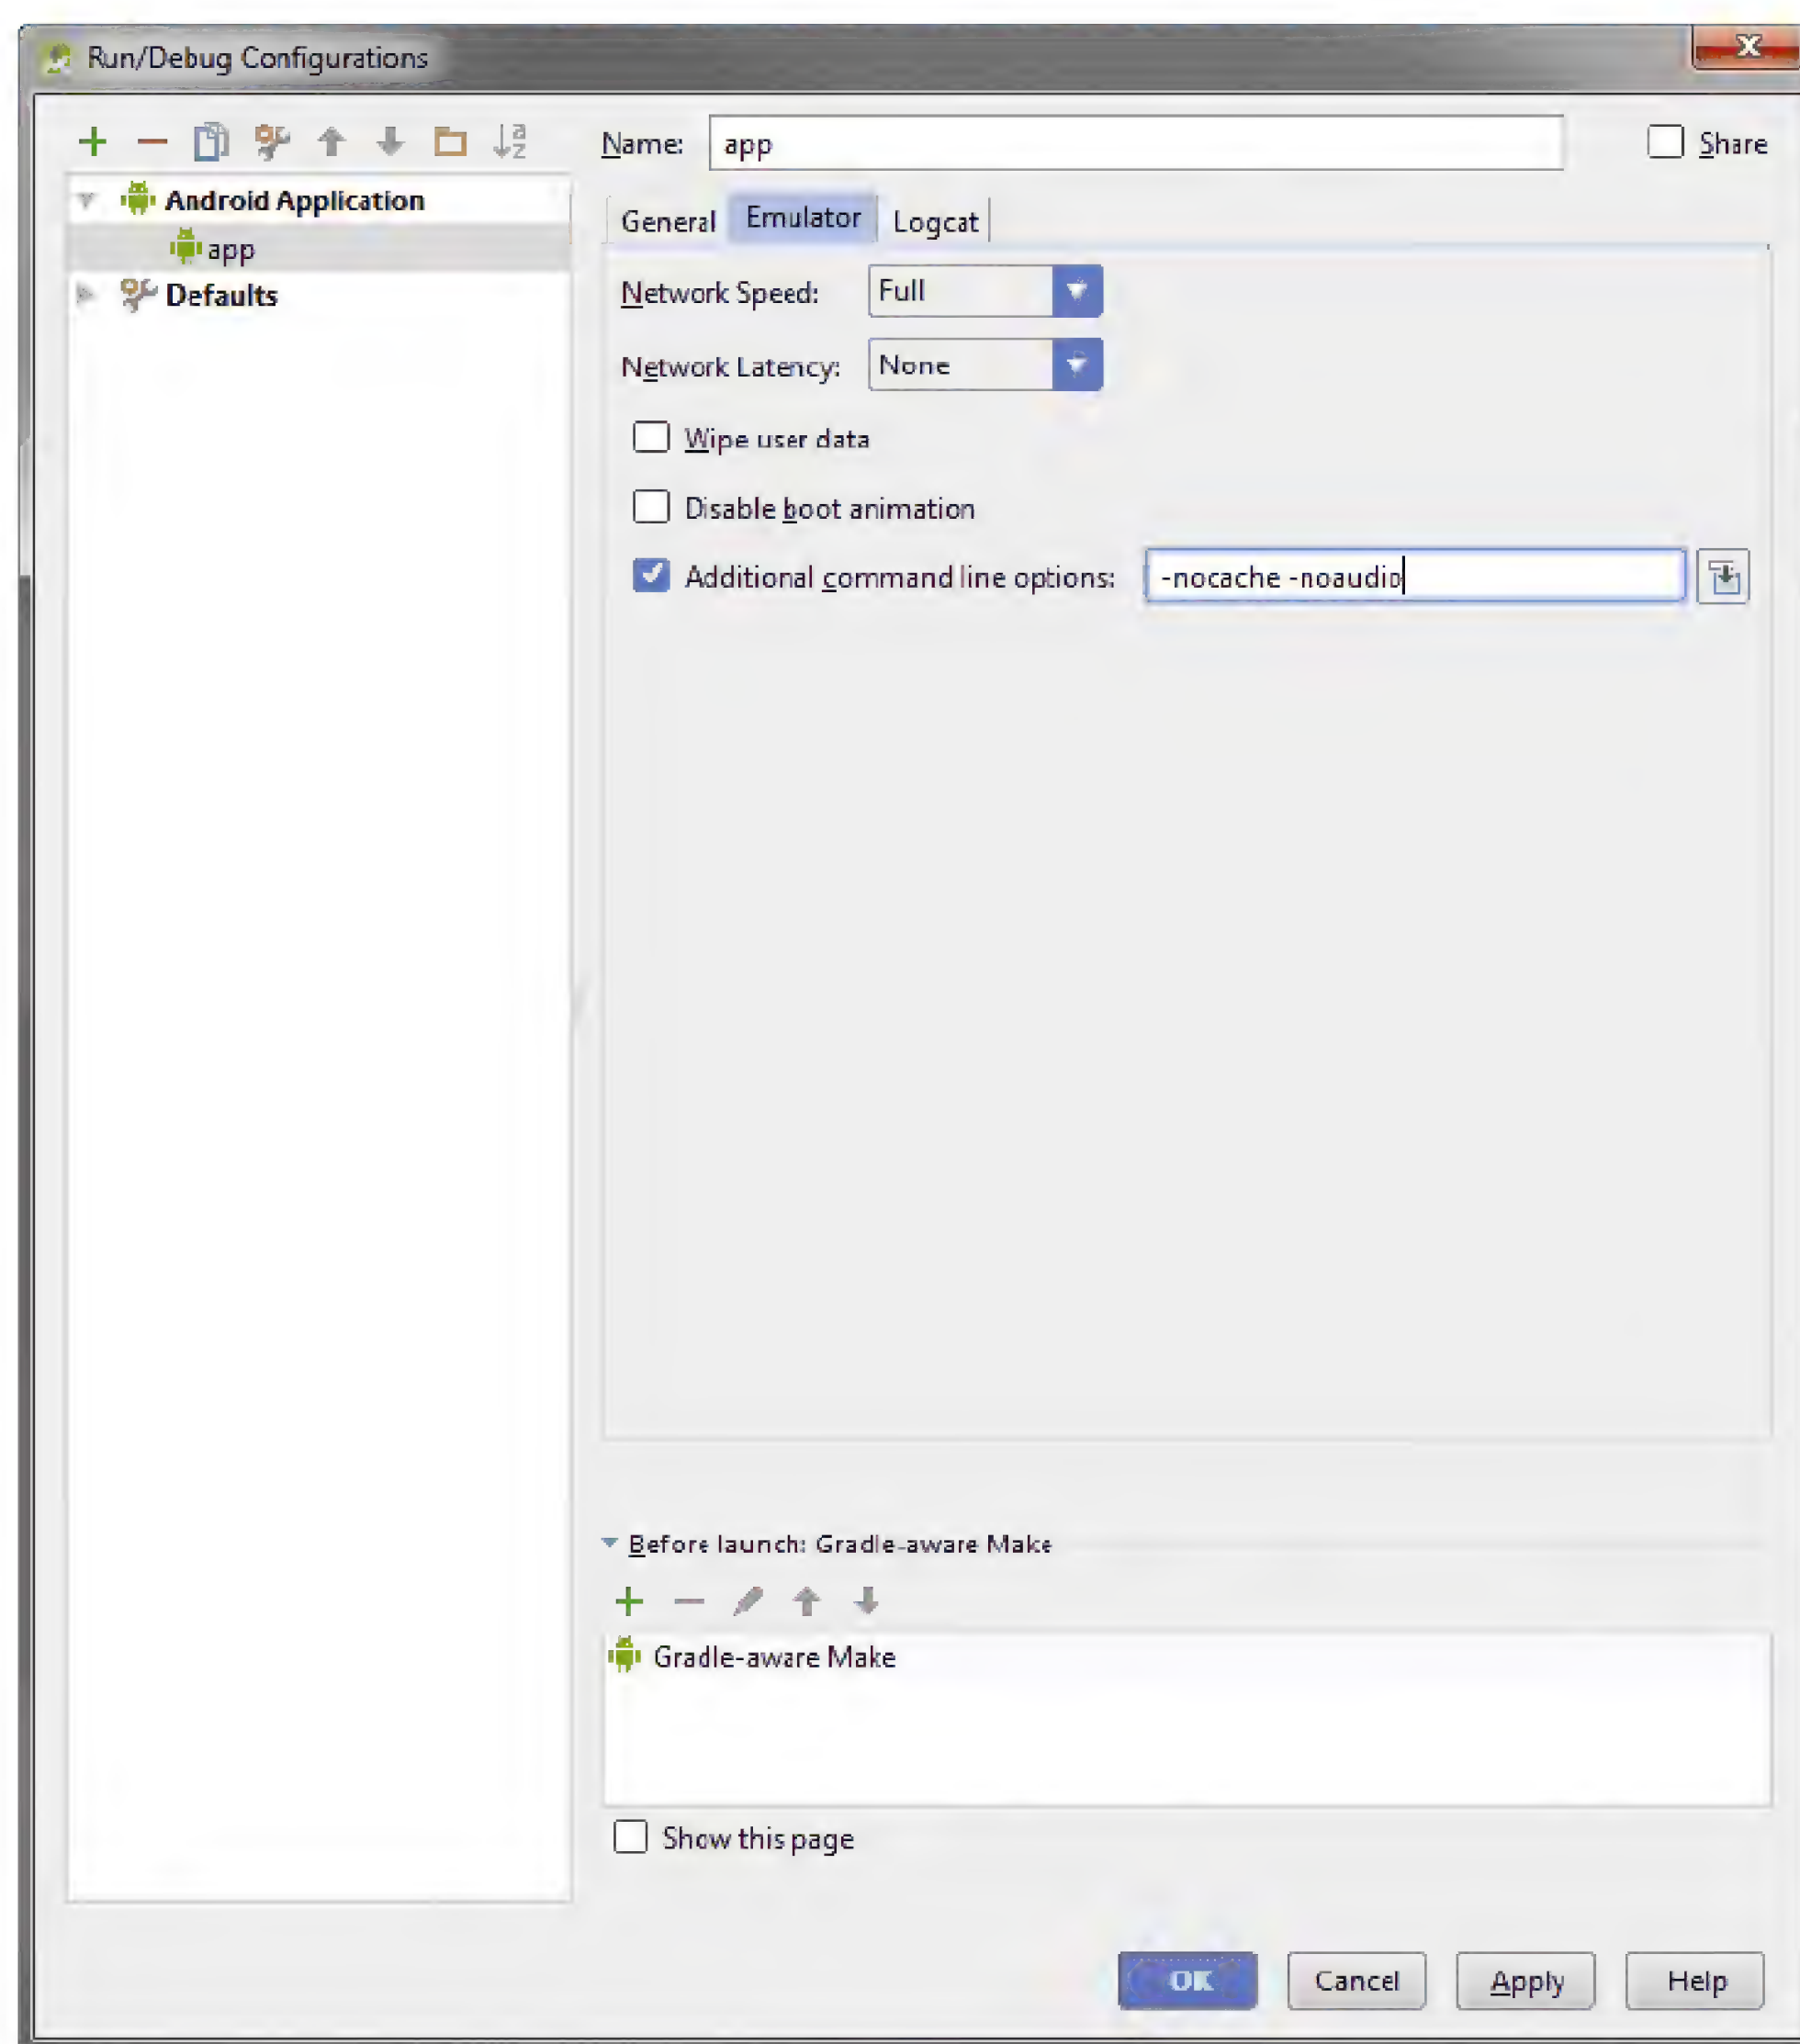 Run/Debug Configurations
Name: app
Share
Android Application
app
Defaults
General Emulator Logcat
Network Speed: Full
Network Latency: None
Wipe user data
Disable boot animation
Additional command line options: -nocache -noaudio
Before launch: Gradle-aware Make
Gradle-aware Make
Show this page
OK Cancel Apply Help